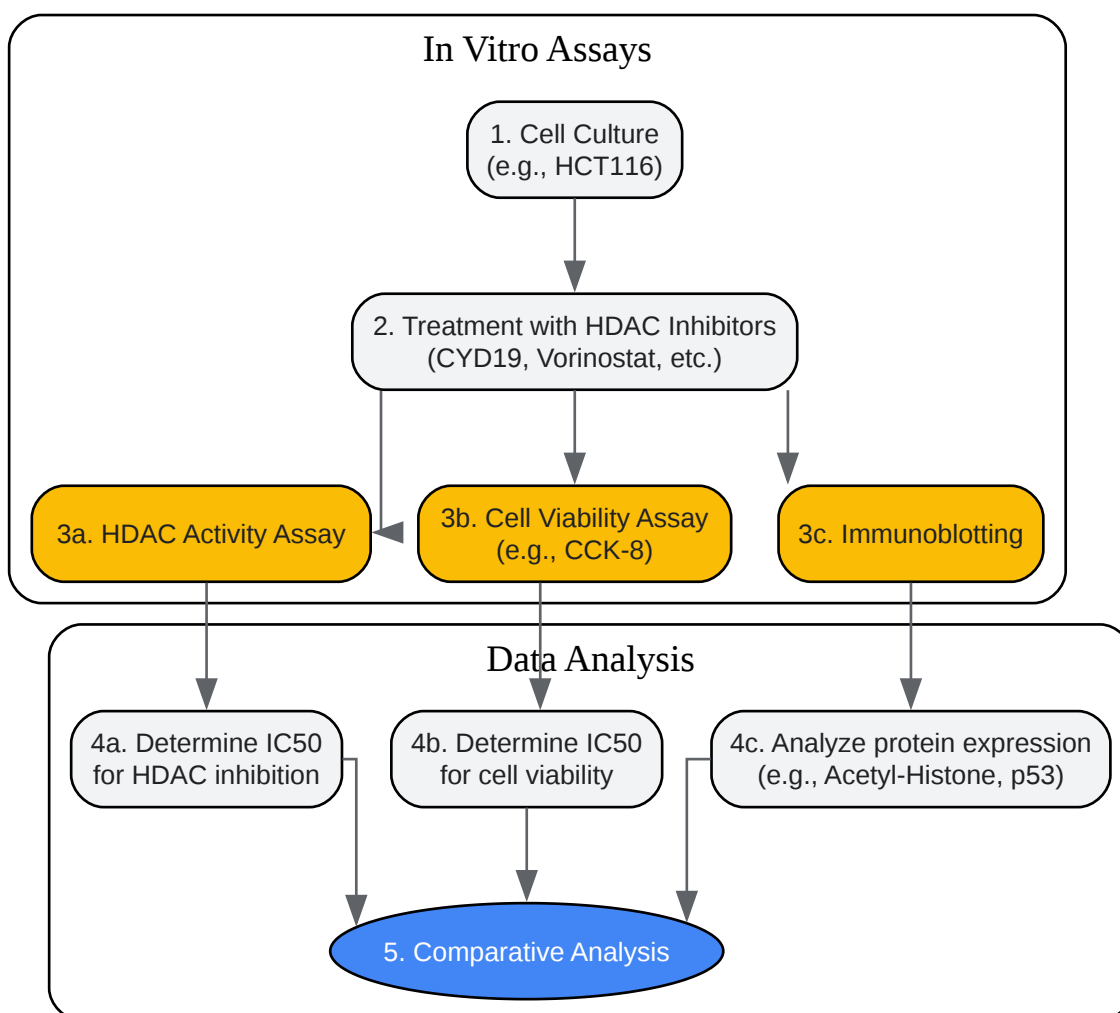 In Vitro Assays
1. Cell Culture
(e.g., HCT116)
2. Treatment with HDAC Inhibitors
(CYD19, Vorinostat, etc.)
3a. HDAC Activity Assay
3b. Cell Viability Assay
(e.g., CCK-8)
3c. Immunoblotting
Data Analysis
4a. Determine IC50
for HDAC inhibition
4b. Determine IC50
for cell viability
4c. Analyze protein expression
(e.g., Acetyl-Histone, p53)
5. Comparative Analysis